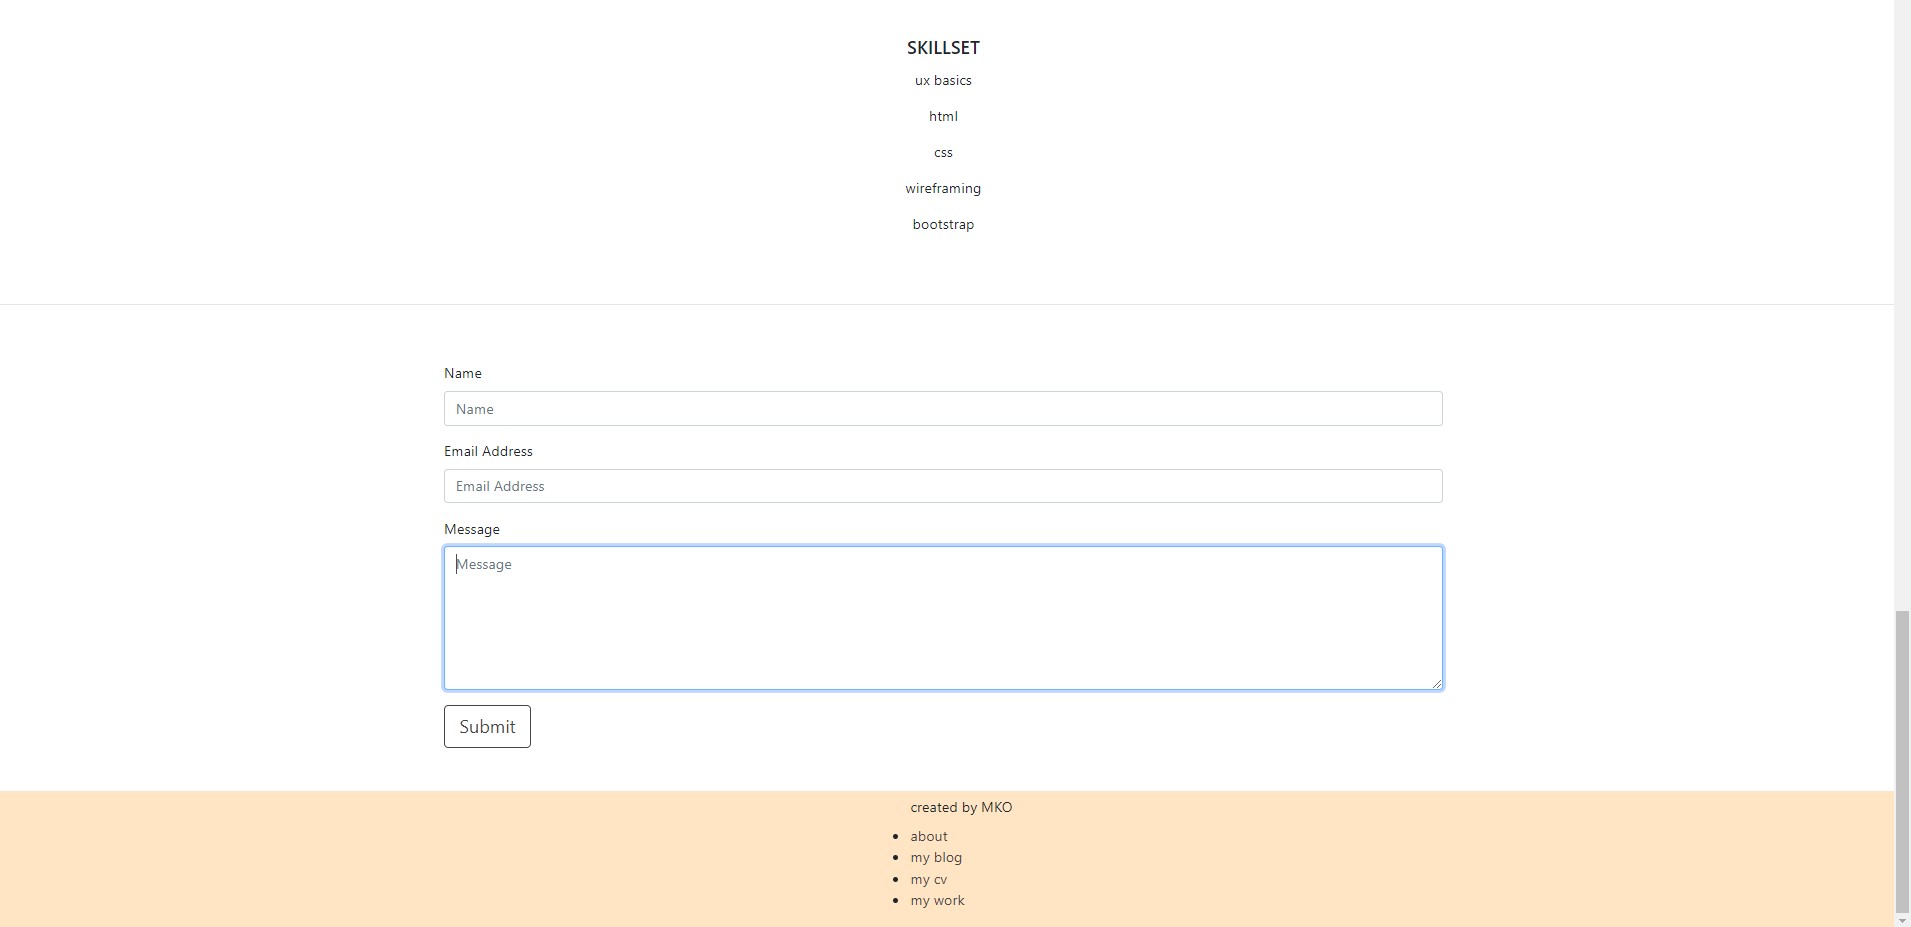 SKILLSET
ux basics
html
css
wireframing
bootstrap
Name
Name
Email Address
Email Address
Message
Message
Submit
created by MKO
about
my blog
my cv
my work